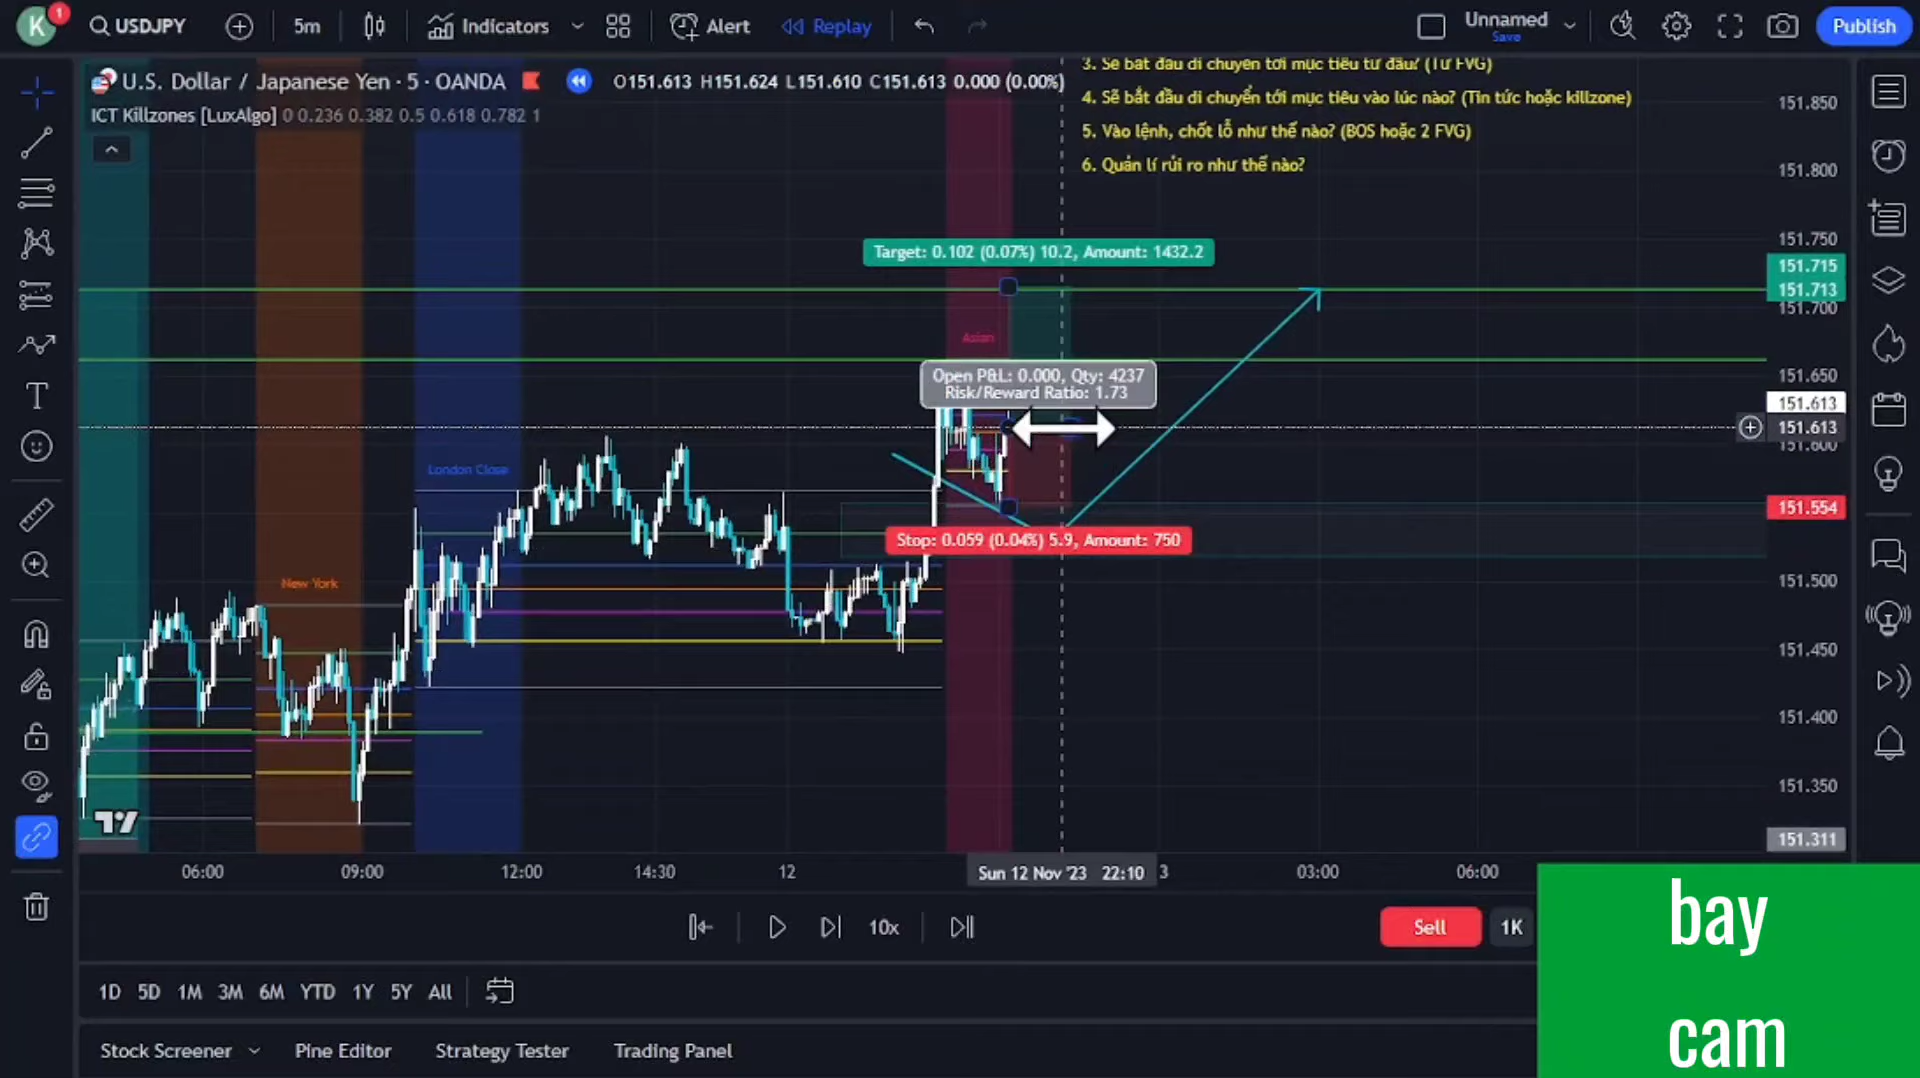 K 1 USDJPY 5m Indicators Alert Replay Unnamed Save Publish
U.S. Dollar / Japanese Yen · 5 · OANDA O151.613 H151.624 L151.610 C151.613 0.000 (0.00%)
ICT Killzones [LuxAlgo] 0 0.236 0.382 0.5 0.618 0.782 1
3. Sẽ bắt đầu di chuyển tới mục tiêu từ đâu? (Từ FVG)
4. Sẽ bắt đầu di chuyển tới mục tiêu vào lúc nào? (Tin tức hoặc killzone)
5. Vào lệnh, chốt lỗ như thế nào? (BOS hoặc 2 FVG)
6. Quản lí rủi ro như thế nào?
151.850
151.800
151.750
151.715
151.713
151.700
151.650
151.613
151.613
151.600
151.554
151.500
151.450
151.400
151.350
151.311
Target: 0.102 (0.07%) 10.2, Amount: 1432.2
Asian
Open P&L: 0.000, Qty: 4237
Risk/Reward Ratio: 1.73
London Close
Stop: 0.059 (0.04%) 5.9, Amount: 750
New York
06:00 09:00 12:00 14:30 12 Sun 12 Nov '23 22:10 3 03:00 06:00
10x Sell 1K
1D 5D 1M 3M 6M YTD 1Y 5Y All
Stock Screener Pine Editor Strategy Tester Trading Panel
bay
cam